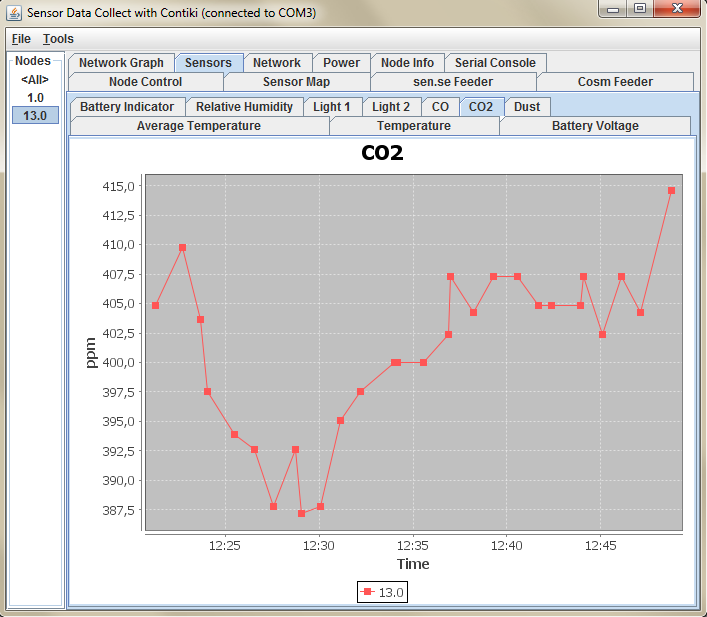 Sensor Data Collect with Contiki (connected to COM3)
File Tools
Nodes
<All>
1.0
13.0
Network Graph Sensors Network Power Node Info Serial Console
Node Control Sensor Map sen.se Feeder Cosm Feeder
Battery Indicator Relative Humidity Light 1 Light 2 CO CO2 Dust
Average Temperature Temperature Battery Voltage
CO2
ppm
415,0
412,5
410,0
407,5
405,0
402,5
400,0
397,5
395,0
392,5
390,0
387,5
12:25 12:30 12:35 12:40 12:45
Time
13.0